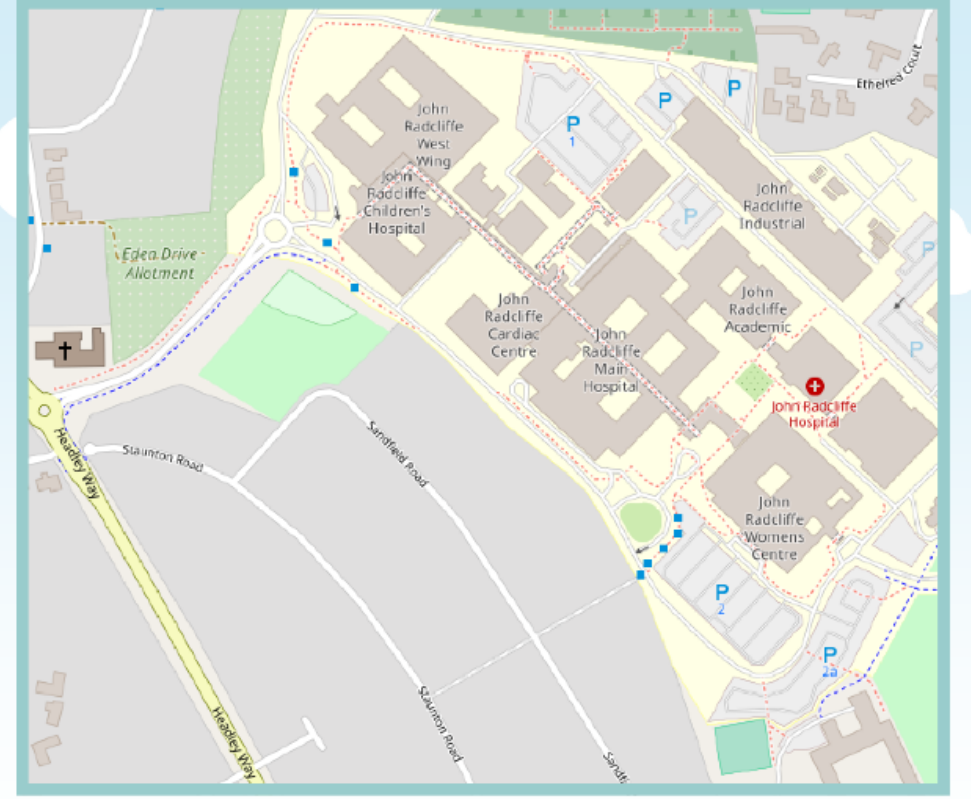 Ethelred Court
John
Radcliffe
West
Wing
P
1
P
P
John
Radcliffe
Children's
Hospital
P
John
Radcliffe
Industrial
P
Eden Drive
Allotment
John
Radcliffe
Cardiac
Centre
John
Radcliffe
Academic
John
Radcliffe
Main
Hospital
P
John Radcliffe
Hospital
Headley Way
Staunton Road
Sandfield Road
John
Radcliffe
Womens
Centre
P
2
P
2a
Staunton Road
Headley Way
Sandfi